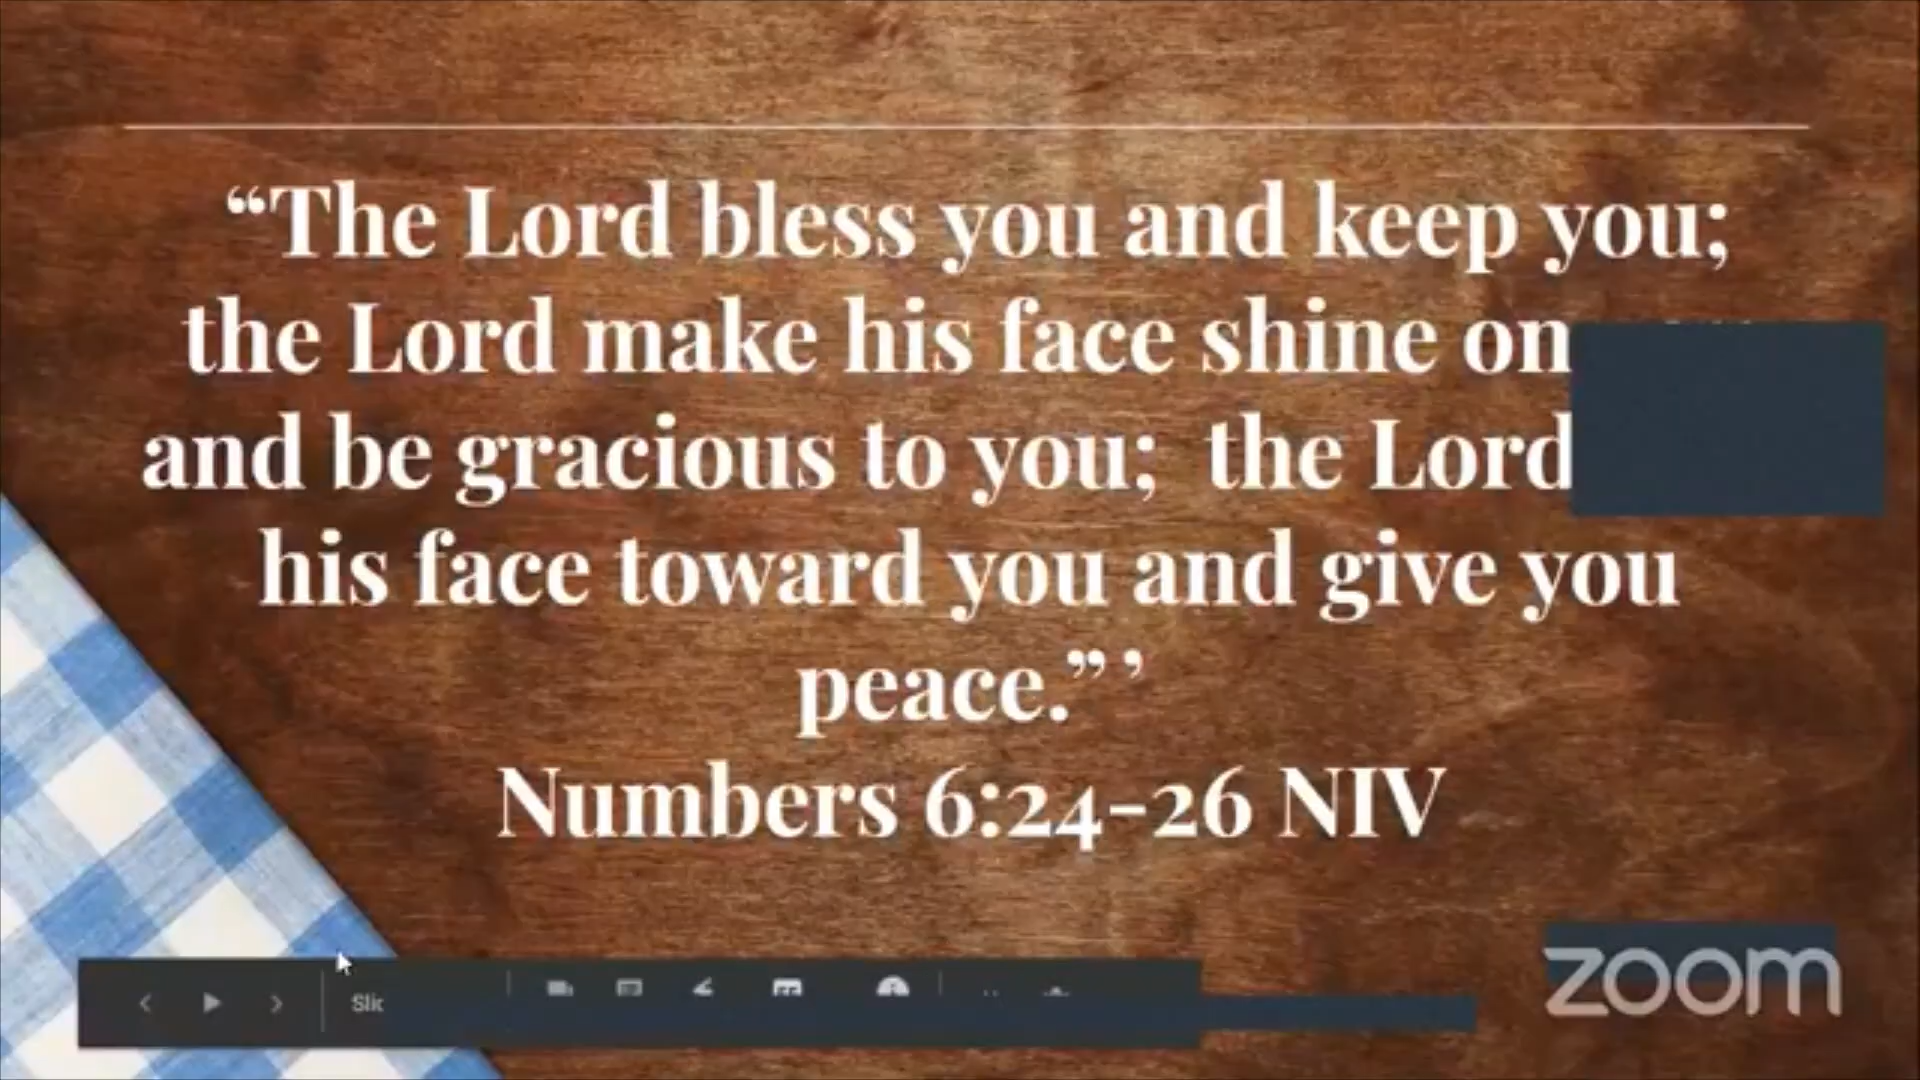 “The Lord bless you and keep you;
the Lord make his face shine on
and be gracious to you; the Lord
his face toward you and give you
peace.” ’
Numbers 6:24-26 NIV
zoom